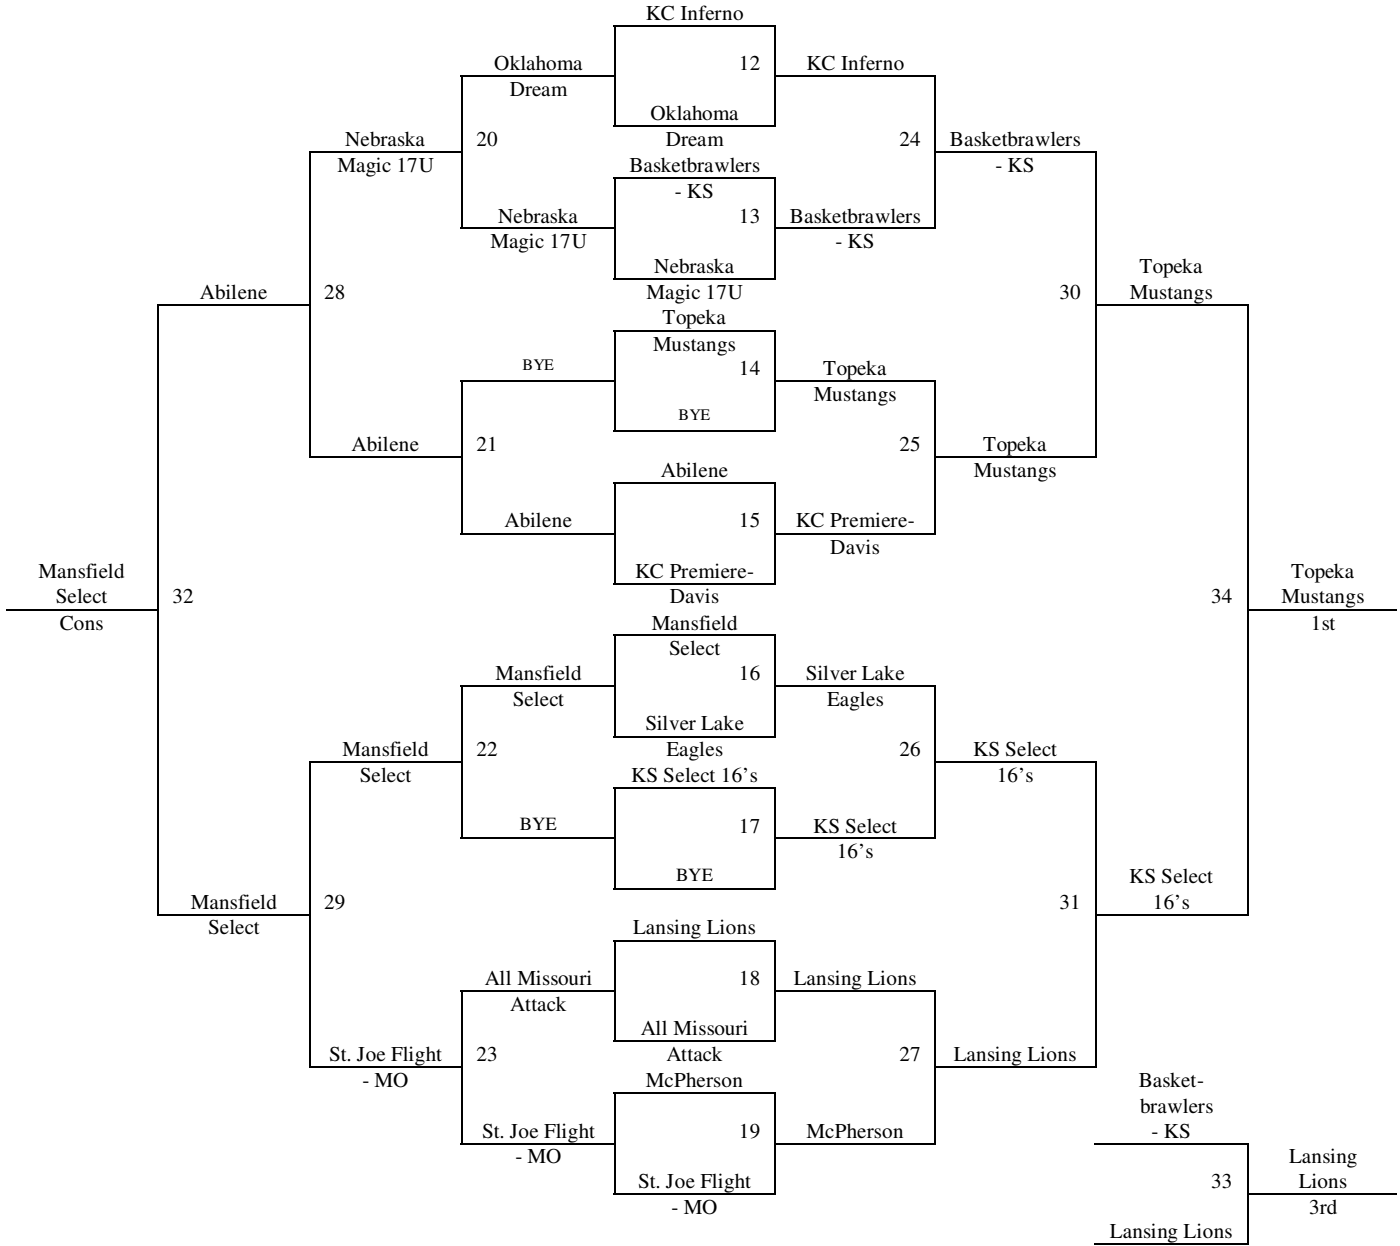 KC Inferno
Oklahoma
Dream
12
KC Inferno
Oklahoma
Dream
Nebraska
Magic 17U
20
24
Basketbrawlers
- KS
Basketbrawlers
- KS
Nebraska
Magic 17U
13
Basketbrawlers
- KS
Nebraska
Magic 17U
Abilene
28
30
Topeka
Mustangs
Topeka
Mustangs
BYE
14
Topeka
Mustangs
BYE
Abilene
21
25
Topeka
Mustangs
Abilene
Abilene
15
KC Premiere-
Davis
KC Premiere-
Davis
Mansfield
Select
Cons
32
34
Topeka
Mustangs
1st
Mansfield
Select
Mansfield
Select
16
Silver Lake
Eagles
Silver Lake
Eagles
Mansfield
Select
22
26
KS Select
16's
KS Select 16's
BYE
17
KS Select
16's
BYE
Mansfield
Select
29
31
KS Select
16's
Lansing Lions
All Missouri
Attack
18
Lansing Lions
All Missouri
Attack
St. Joe Flight
- MO
23
27
Lansing Lions
McPherson
St. Joe Flight
- MO
19
McPherson
St. Joe Flight
- MO
Basket-
brawlers
- KS
33
Lansing
Lions
3rd
Lansing Lions